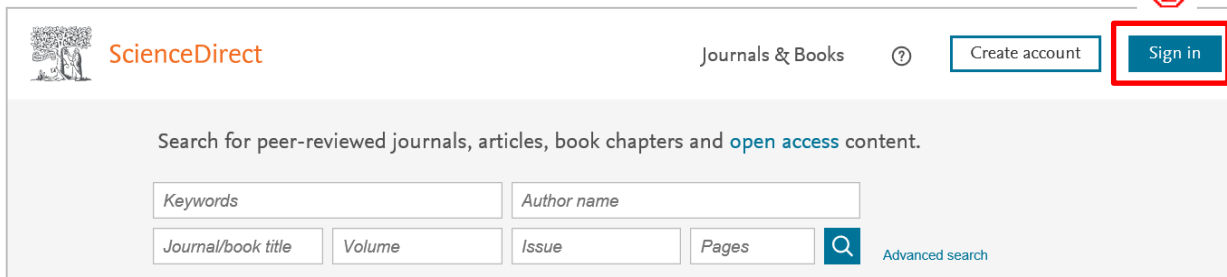 ScienceDirect Journals & Books ? Create account Sign in
Search for peer-reviewed journals, articles, book chapters and open access content.
Keywords Author name
Journal/book title Volume Issue Pages Advanced search